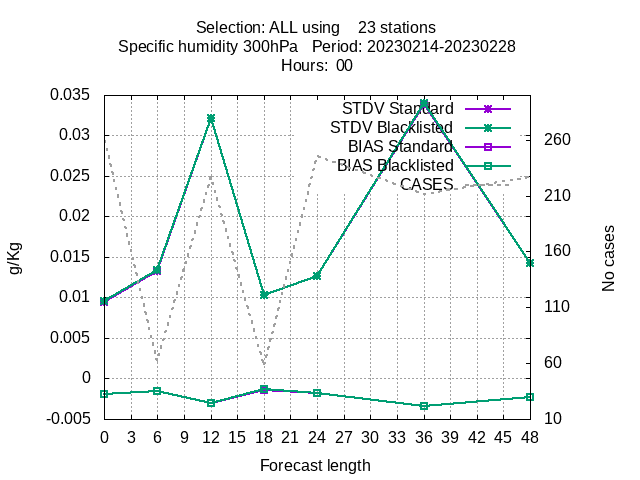 Selection: ALL using    23 stations
Specific humidity 300hPa   Period: 20230214-20230228
Hours:  00
0.035
0.03
0.025
0.02
0.015
0.01
0.005
0
-0.005
g/Kg
STDV Standard
STDV Blacklisted
BIAS Standard
BIAS Blacklisted
CASES
260
210
160
110
60
10
No cases
0 3 6 9 12 15 18 21 24 27 30 33 36 39 42 45 48
Forecast length